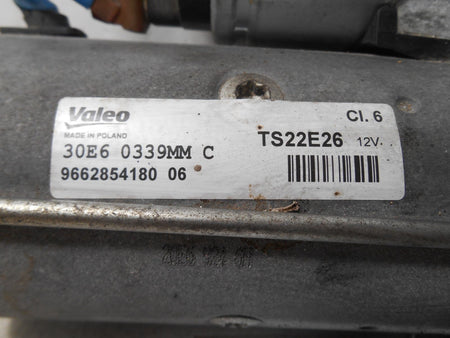 Valeo Cl. 6
MADE IN POLAND TS22E26 12V.
30E6 0339MM C
9662854180 06